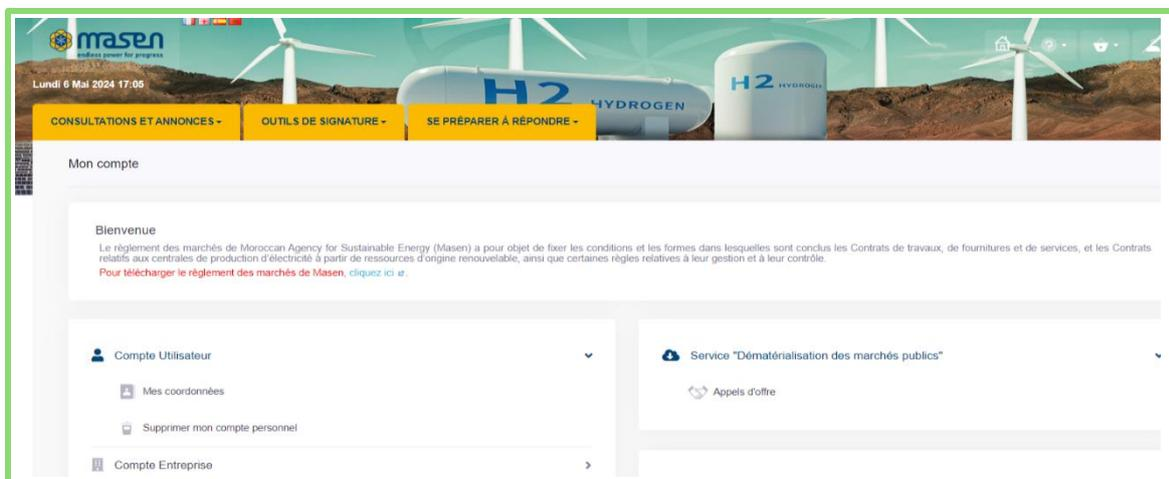 masen
endless power for progress
Lundi 6 Mai 2024 17:05
H2 HYDROGEN
H2 HYDROGEN
CONSULTATIONS ET ANNONCES
OUTILS DE SIGNATURE
SE PRÉPARER À RÉPONDRE
Mon compte
Bienvenue
Le règlement des marchés de Moroccan Agency for Sustainable Energy (Masen) a pour objet de fixer les conditions et les formes dans lesquelles sont conclus les Contrats de travaux, de fournitures et de services, et les Contrats
relatifs aux centrales de production d'électricité à partir de ressources d'origine renouvelable, ainsi que certaines règles relatives à leur gestion et à leur contrôle.
Pour télécharger le règlement des marchés de Masen, cliquez ici.
Compte Utilisateur
Service "Dématérialisation des marchés publics"
Mes coordonnées
Appels d'offre
Supprimer mon compte personnel
Compte Entreprise